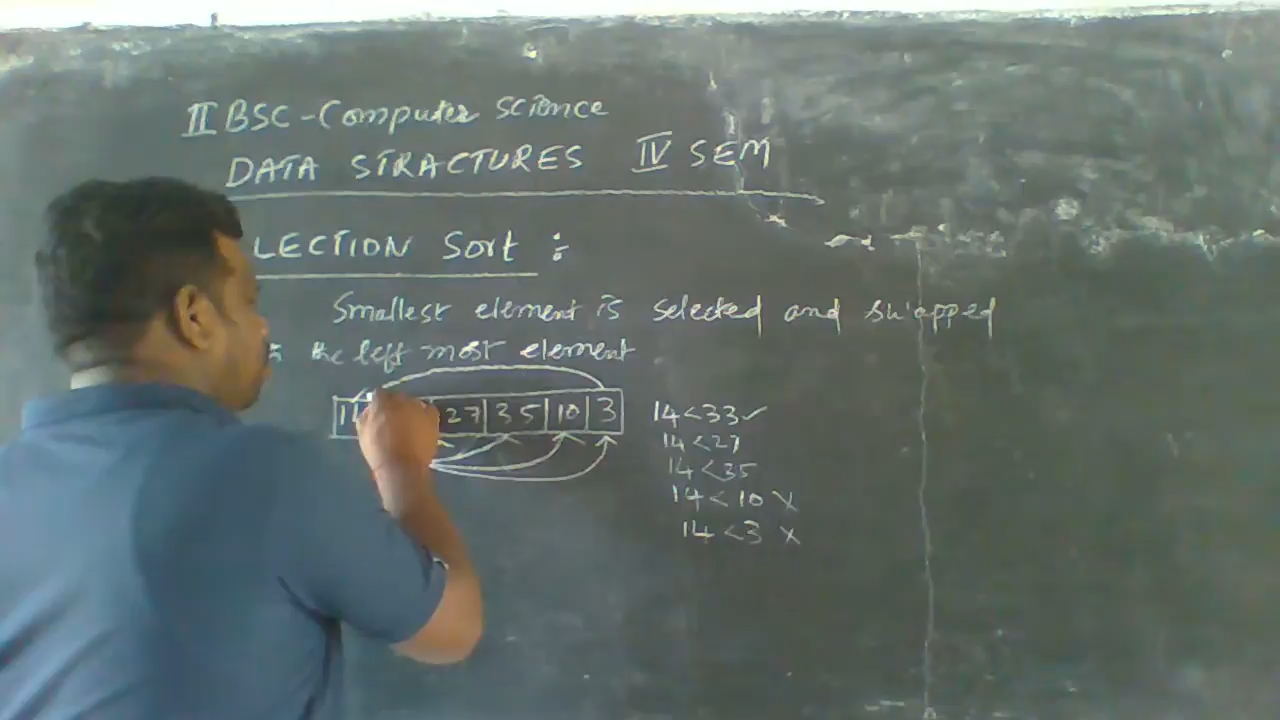 II BSC-Computer Science
DATA STRACTURES IV SEM
LECTION Sort :
Smallest element is selected and swapped
the left most element
27 35 10 3
14<33✓
14<27
14<35
14<10 X
14<3 X